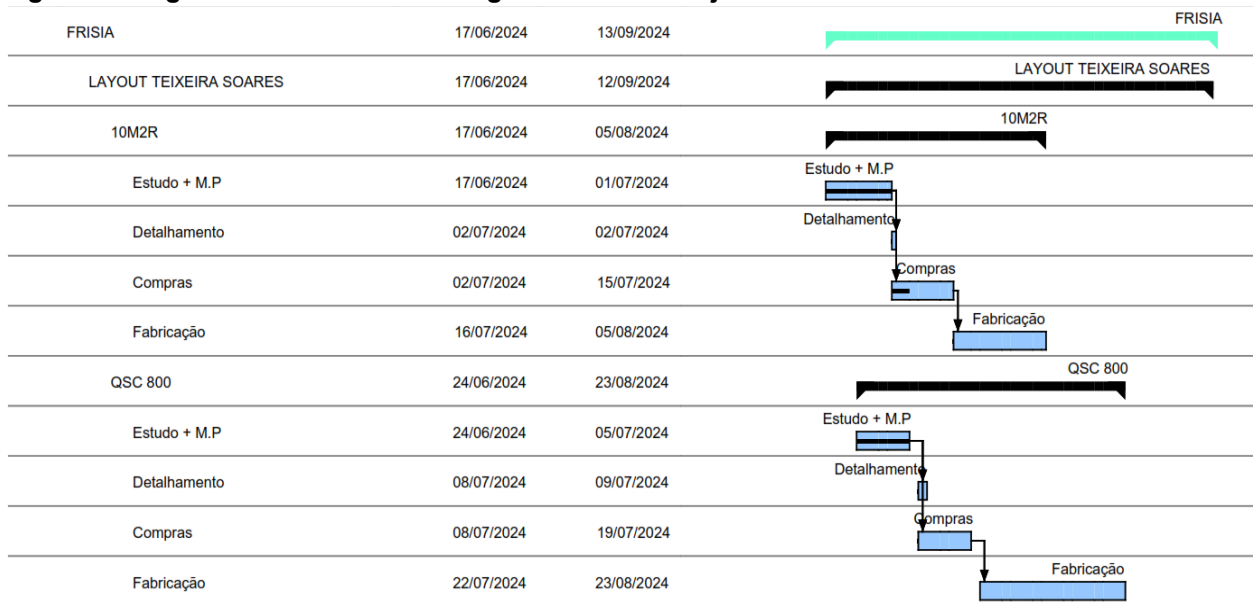 FRISIA 17/06/2024 13/09/2024 FRISIA
LAYOUT TEIXEIRA SOARES 17/06/2024 12/09/2024 LAYOUT TEIXEIRA SOARES
10M2R 17/06/2024 05/08/2024 10M2R
Estudo + M.P 17/06/2024 01/07/2024 Estudo + M.P
Detalhamento 02/07/2024 02/07/2024 Detalhamento
Compras 02/07/2024 15/07/2024 Compras
Fabricação 16/07/2024 05/08/2024 Fabricação
QSC 800 24/06/2024 23/08/2024 QSC 800
Estudo + M.P 24/06/2024 05/07/2024 Estudo + M.P
Detalhamento 08/07/2024 09/07/2024 Detalhamento
Compras 08/07/2024 19/07/2024 Compras
Fabricação 22/07/2024 23/08/2024 Fabricação